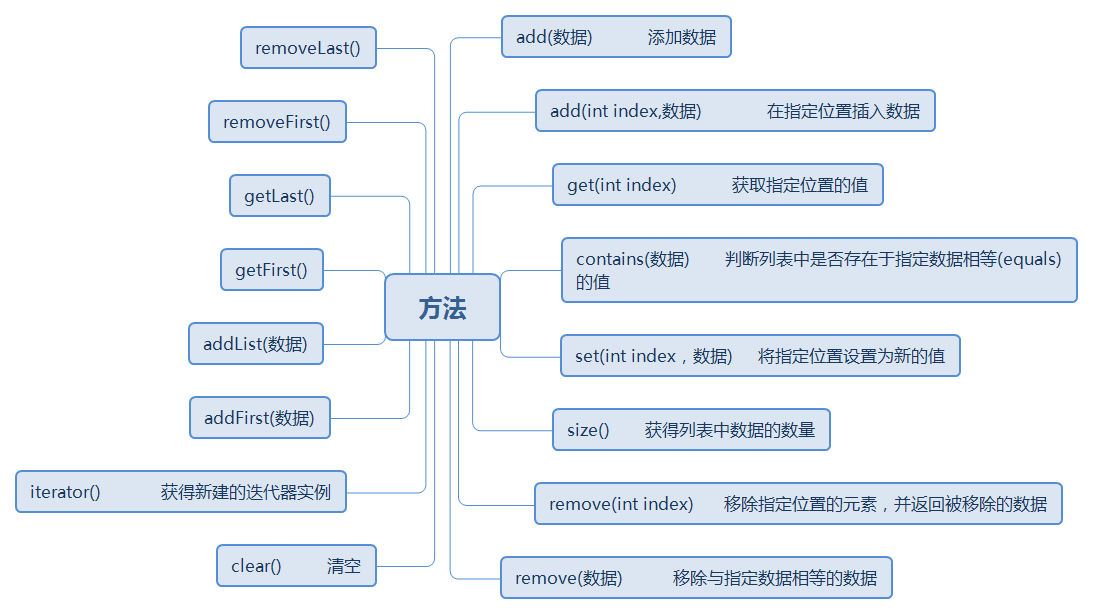 方法
add(数据) 添加数据
add(int index,数据) 在指定位置插入数据
get(int index) 获取指定位置的值
contains(数据) 判断列表中是否存在于指定数据相等(equals)
的值
set(int index，数据) 将指定位置设置为新的值
size() 获得列表中数据的数量
remove(int index) 移除指定位置的元素，并返回被移除的数据
remove(数据) 移除与指定数据相等的数据
removeLast()
removeFirst()
getLast()
getFirst()
addList(数据)
addFirst(数据)
iterator() 获得新建的迭代器实例
clear() 清空